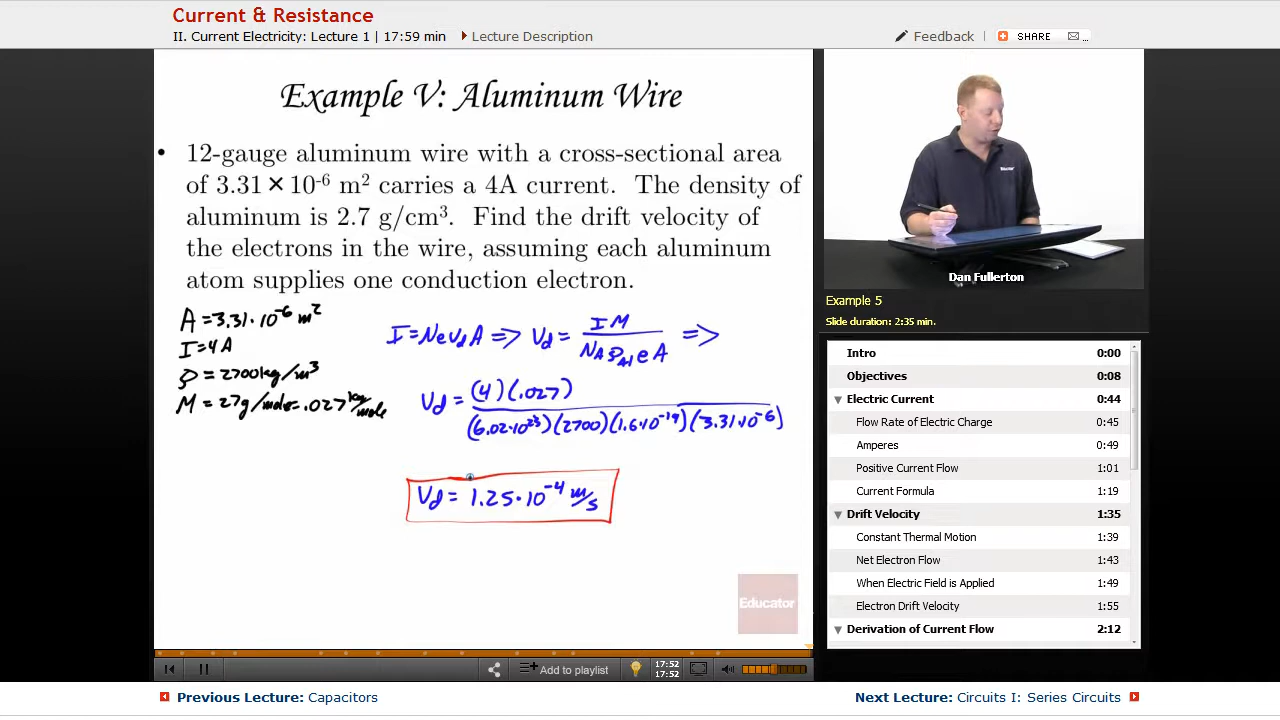 Current & Resistance
II. Current Electricity: Lecture 1 | 17:59 min Lecture Description
Feedback SHARE
Example V: Aluminum Wire
• 12-gauge aluminum wire with a cross-sectional area
of 3.31×10⁻⁶ m² carries a 4A current. The density of
aluminum is 2.7 g/cm³. Find the drift velocity of
the electrons in the wire, assuming each aluminum
atom supplies one conduction electron.
A = 3.31·10⁻⁶ m²
I = 4 A
ρ = 2700 kg/m³
M = 27g/mole = .027 kg/mole
I = NevdA => Vd = IM / NAρAleA =>
Vd = (4)(.027) / (6.02·10²³)(2700)(1.6·10⁻¹⁹)(3.31·10⁻⁶)
Vd = 1.25·10⁻⁴ m/s
Educator
Educator
Dan Fullerton
Example 5
Slide duration: 2:35 min.
Intro 0:00
Objectives 0:08
Electric Current 0:44
Flow Rate of Electric Charge 0:45
Amperes 0:49
Positive Current Flow 1:01
Current Formula 1:19
Drift Velocity 1:35
Constant Thermal Motion 1:39
Net Electron Flow 1:43
When Electric Field is Applied 1:49
Electron Drift Velocity 1:55
Derivation of Current Flow 2:12
Add to playlist
17:52
17:52
Previous Lecture: Capacitors
Next Lecture: Circuits I: Series Circuits